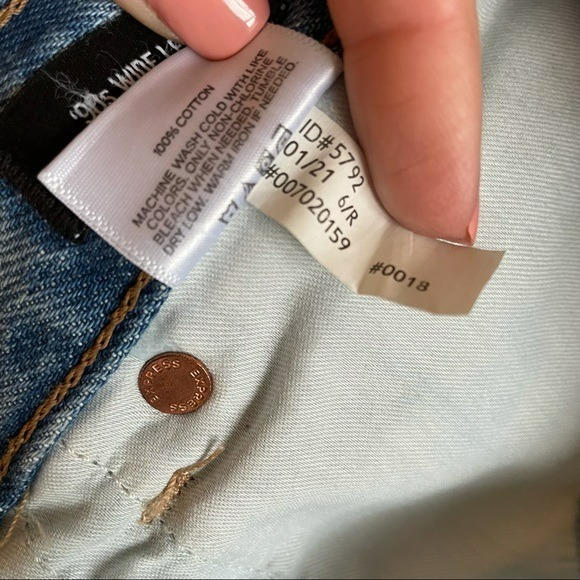 '90s WIDE
100% COTTON
MACHINE WASH COLD WITH LIKE
COLORS. ONLY NON-CHLORINE
BLEACH WHEN NEEDED. TUMBLE
DRY LOW. WARM IRON IF NEEDED.
ID#5792
01/21 6/R
#007020159
#0018
EXPRESS EXPRESS